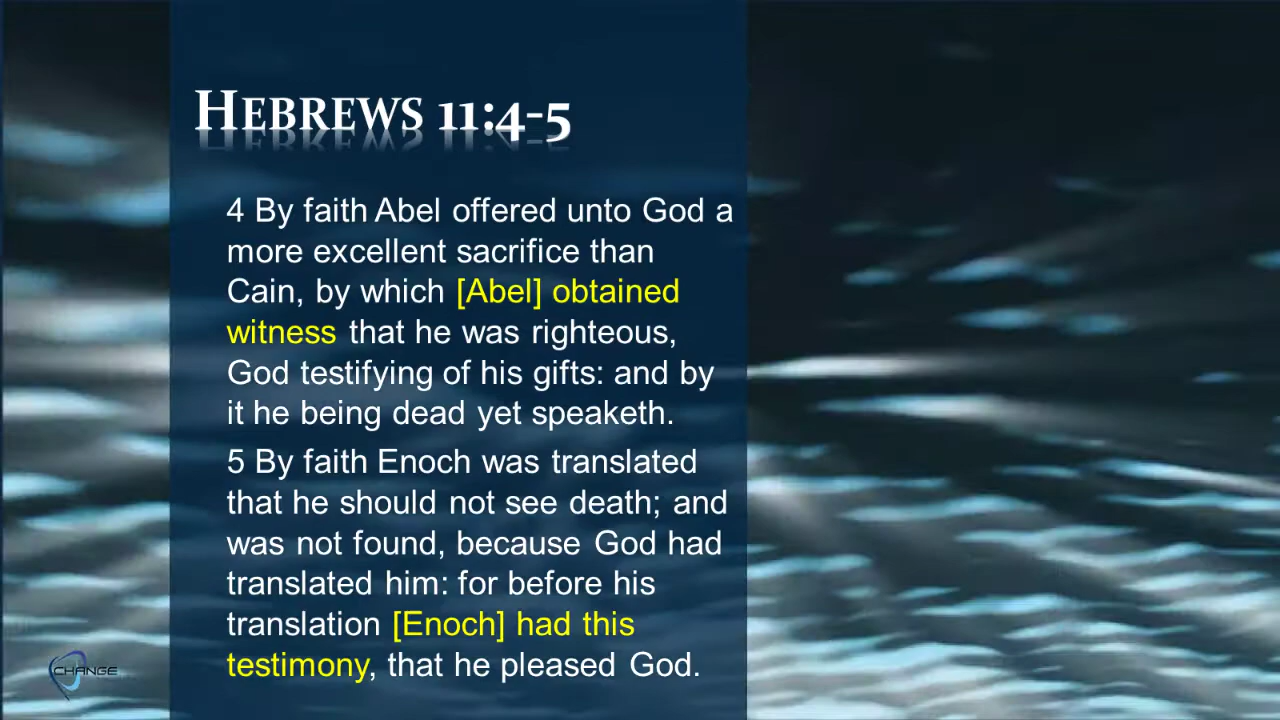 HEBREWS 11:4-5
4 By faith Abel offered unto God a
more excellent sacrifice than
Cain, by which [Abel] obtained
witness that he was righteous,
God testifying of his gifts: and by
it he being dead yet speaketh.
5 By faith Enoch was translated
that he should not see death; and
was not found, because God had
translated him: for before his
translation [Enoch] had this
testimony, that he pleased God.
CHANGE